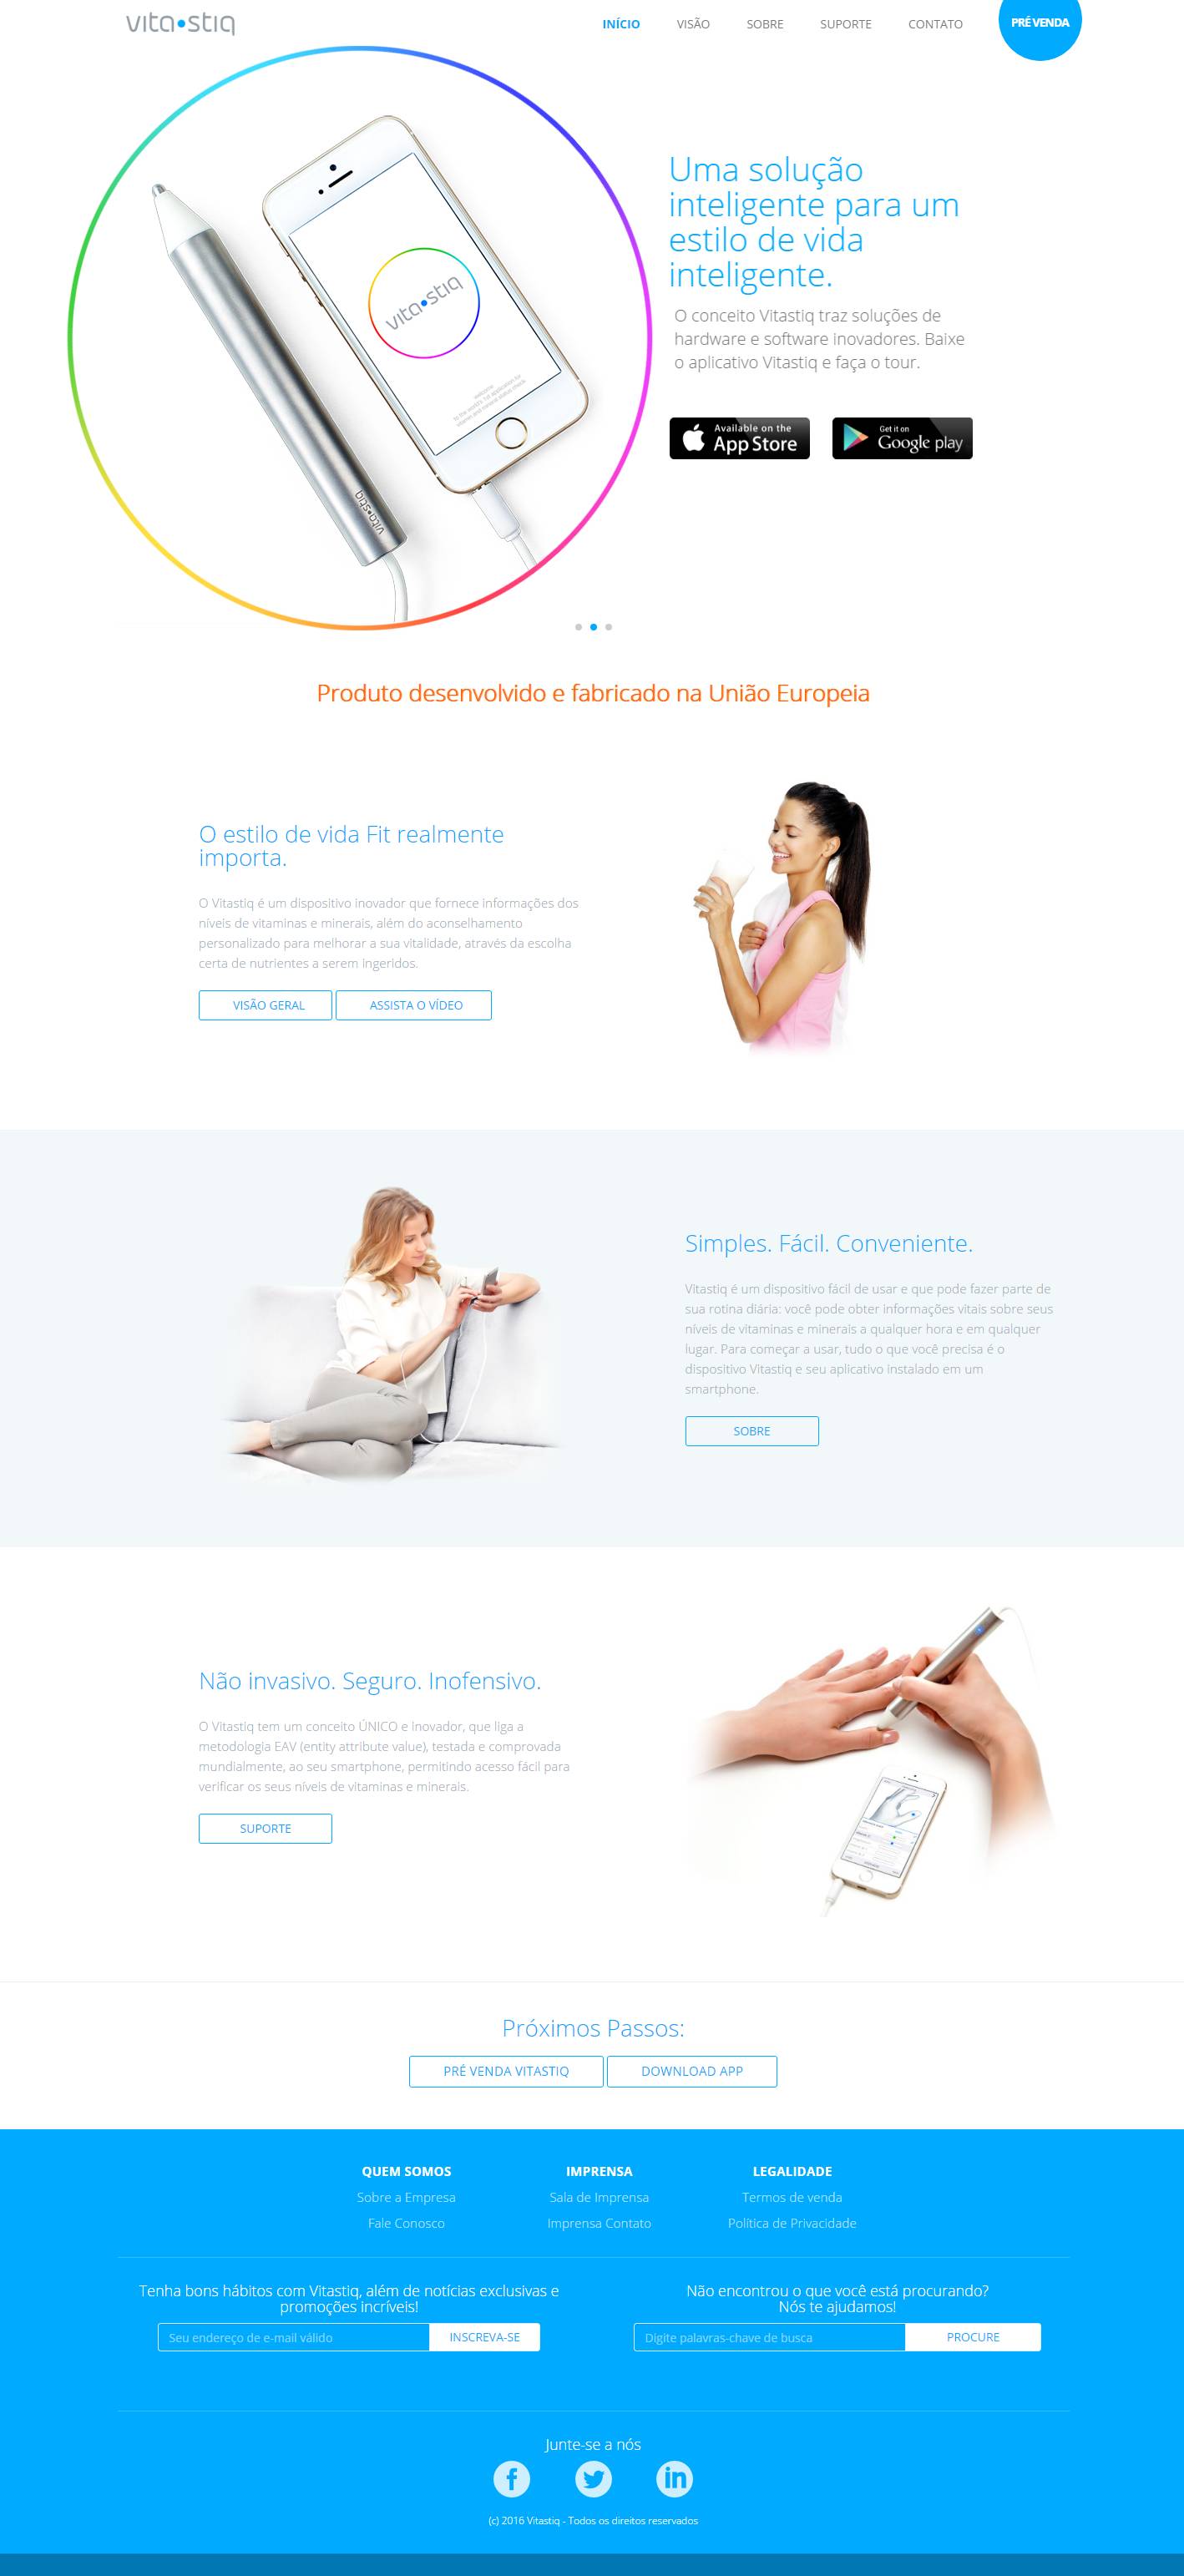 vita•stiq
INÍCIO
VISÃO
SOBRE
SUPORTE
CONTATO
PRÉ VENDA
Uma solução
inteligente para um
estilo de vida
inteligente.
O conceito Vitastiq traz soluções de
hardware e software inovadores. Baixe
o aplicativo Vitastiq e faça o tour.
vita•stiq
vita•stiq
Available on the
App Store
Get it on
Google play
Produto desenvolvido e fabricado na União Europeia
O estilo de vida Fit realmente
importa.
O Vitastiq é um dispositivo inovador que fornece informações dos
níveis de vitaminas e minerais, além do aconselhamento
personalizado para melhorar a sua vitalidade, através da escolha
certa de nutrientes a serem ingeridos.
VISÃO GERAL
ASSISTA O VÍDEO
Simples. Fácil. Conveniente.
Vitastiq é um dispositivo fácil de usar e que pode fazer parte de
sua rotina diária: você pode obter informações vitais sobre seus
níveis de vitaminas e minerais a qualquer hora e em qualquer
lugar. Para começar a usar, tudo o que você precisa é o
dispositivo Vitastiq e seu aplicativo instalado em um
smartphone.
SOBRE
Não invasivo. Seguro. Inofensivo.
O Vitastiq tem um conceito ÚNICO e Inovador, que liga a
metodologia EAV (entity attribute value), testada e comprovada
mundialmente, ao seu smartphone, permitindo acesso fácil para
verificar os seus níveis de vitaminas e minerais.
SUPORTE
Próximos Passos:
PRÉ VENDA VITASTIQ
DOWNLOAD APP
QUEM SOMOS
Sobre a Empresa
Fale Conosco
IMPRENSA
Sala de Imprensa
Imprensa Contato
LEGALIDADE
Termos de venda
Política de Privacidade
Tenha bons hábitos com Vitastiq, além de notícias exclusivas e
promoções incríveis!
Seu endereço de e-mail válido
INSCREVA-SE
Não encontrou o que você está procurando?
Nós te ajudamos!
Digite palavras-chave de busca
PROCURE
Junte-se a nós
(c) 2016 Vitastiq - Todos os direitos reservados